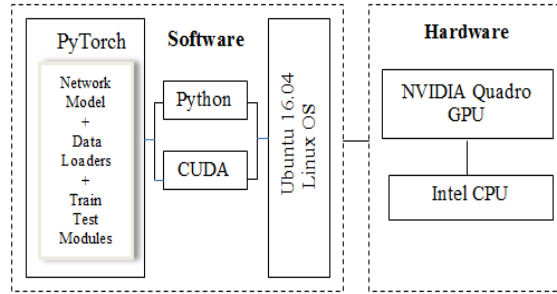 PyTorch
Software
Hardware
Network
Model
+
Data
Loaders
+
Train
Test
Modules
Python
CUDA
Ubuntu 16.04
Linux OS
NVIDIA Quadro
GPU
Intel CPU